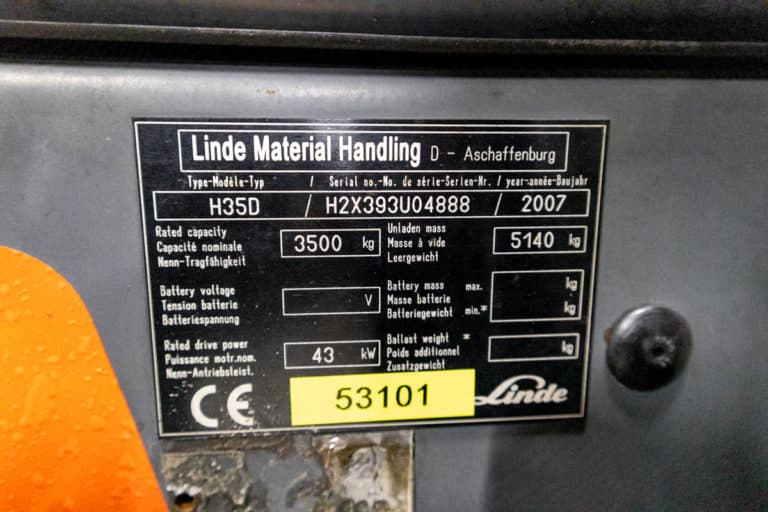 Linde Material Handling D - Aschaffenburg
Type-Modèle-Typ / Serial no.-No. de série-Serien-Nr. / year-année-Baujahr
H35D / H2X393U04888 / 2007
Rated capacity
Capacité nominale
Nenn-Tragfähigkeit
3500 kg
Unladen mass
Masse à vide
Leergewicht
5140 kg
Battery voltage
Tension batterie
Batteriespannung
V
Battery mass max.
Masse batterie
Batteriegewicht min.*
kg
kg
Rated drive power
Puissance motr.nom.
Nenn-Antriebsleist.
43 kW
Ballast weight *
Poids additionnel
Zusatzgewicht
kg
CE
53101
Linde